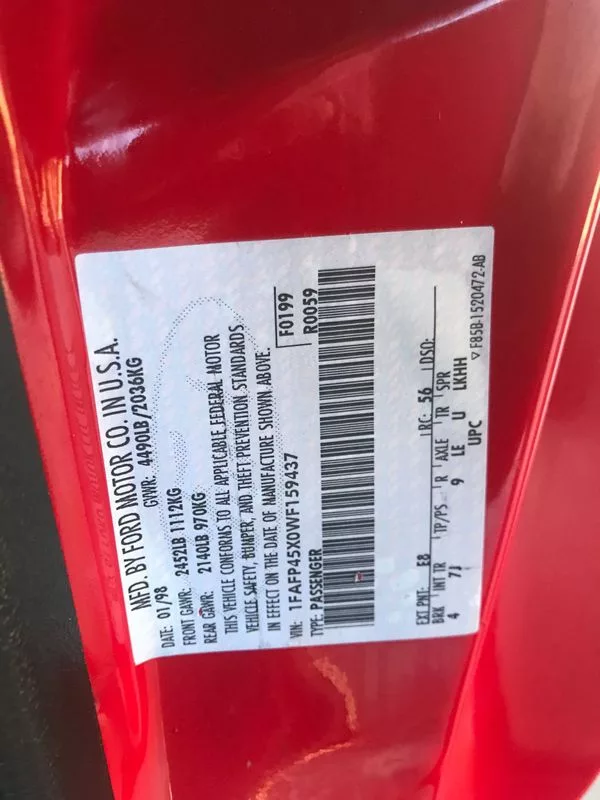 MFD. BY FORD MOTOR CO. IN U.S.A.
DATE: 01/98 GVWR: 4490LB/2036KG
FRONT GAWR: 2452LB 1112KG
REAR GAWR: 2140LB 970KG
THIS VEHICLE CONFORMS TO ALL APPLICABLE FEDERAL MOTOR
VEHICLE SAFETY, BUMPER, AND THEFT PREVENTION STANDARDS
IN EFFECT ON THE DATE OF MANUFACTURE SHOWN ABOVE.
VIN: 1FAFP45X0WF159437 F0199
TYPE: PASSENGER R0059
EXT PNT: E8 RC: 56 DSO:
BRK INT TR TP/PS R AXLE TR SPR
4 7J 9 LE U LKHH
UPC
▽ F85B-1520472-AB